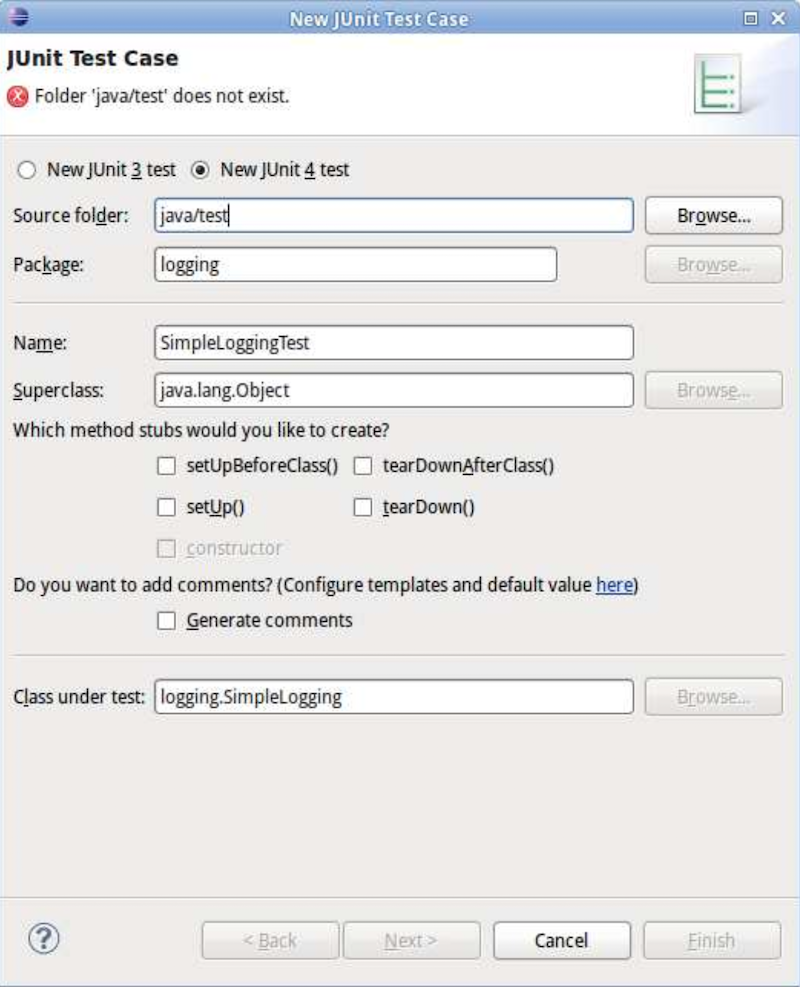 New JUnit Test Case
JUnit Test Case
Folder 'java/test' does not exist.
New JUnit 3 test New JUnit 4 test
Source folder: java/test Browse...
Package: logging Browse...
Name: SimpleLoggingTest
Superclass: java.lang.Object Browse...
Which method stubs would you like to create?
setUpBeforeClass() tearDownAfterClass()
setUp() tearDown()
constructor
Do you want to add comments? (Configure templates and default value here)
Generate comments
Class under test: logging.SimpleLogging Browse...
? < Back Next > Cancel Finish